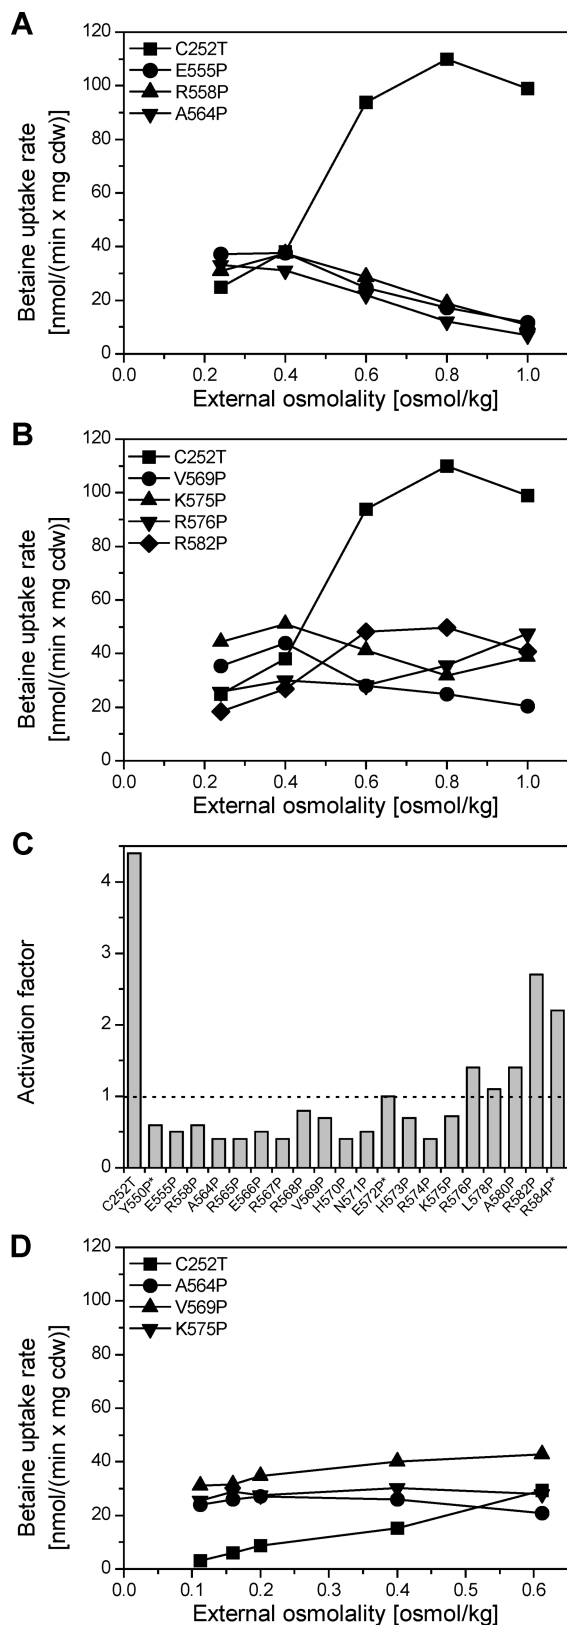 A
120
100
80
60
40
20
0
C252T
E555P
R558P
A564P
Betaine uptake rate
[nmol/(min x mg cdw)]
0.0 0.2 0.4 0.6 0.8 1.0
External osmolality [osmol/kg]
B
120
100
80
60
40
20
0
C252T
V569P
K575P
R576P
R582P
Betaine uptake rate
[nmol/(min x mg cdw)]
0.0 0.2 0.4 0.6 0.8 1.0
External osmolality [osmol/kg]
C
4
3
2
1
0
Activation factor
C252T Y550P* E555P R558P A564P R565P E566P R567P R568P V569P H570P N571P E572P* H573P R574P K575P R576P L578P A580P R582P R584P*
D
120
100
80
60
40
20
0
C252T
A564P
V569P
K575P
Betaine uptake rate
[nmol/(min x mg cdw)]
0.0 0.1 0.2 0.3 0.4 0.5 0.6
External osmolality [osmol/kg]